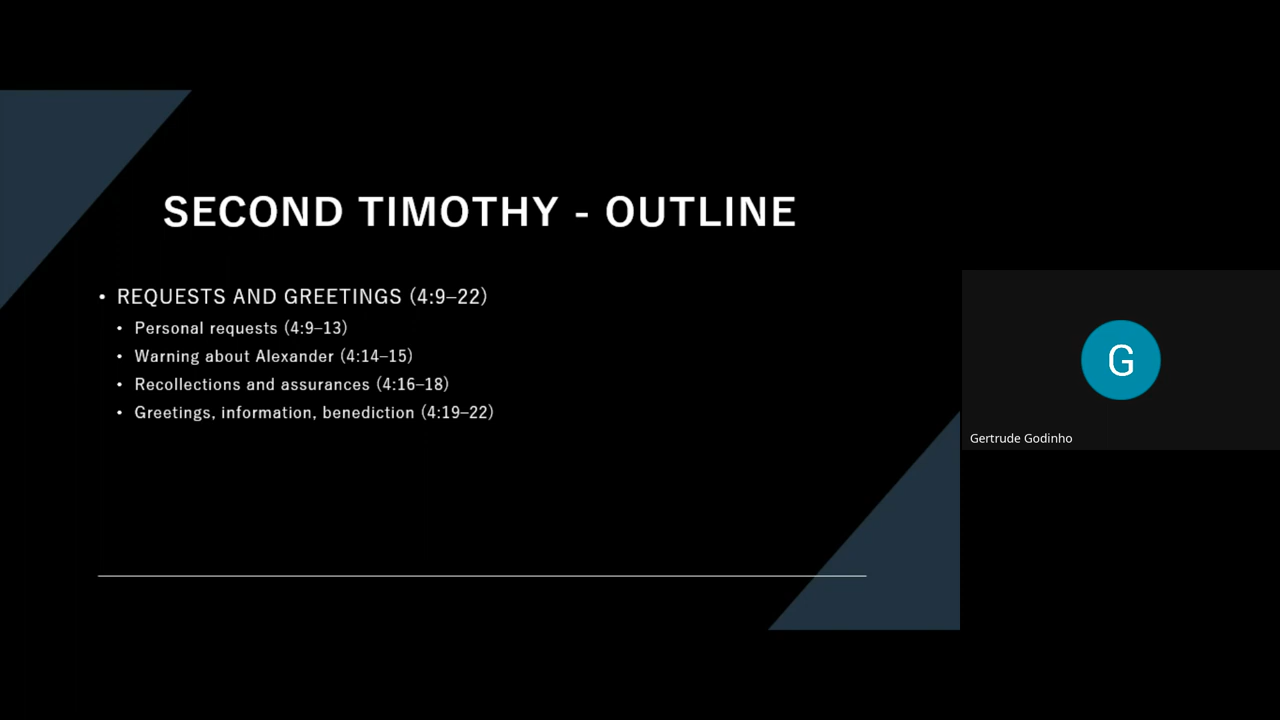 SECOND TIMOTHY - OUTLINE
• REQUESTS AND GREETINGS (4:9–22)
• Personal requests (4:9–13)
• Warning about Alexander (4:14–15)
• Recollections and assurances (4:16–18)
• Greetings, information, benediction (4:19–22)
G
Gertrude Godinho